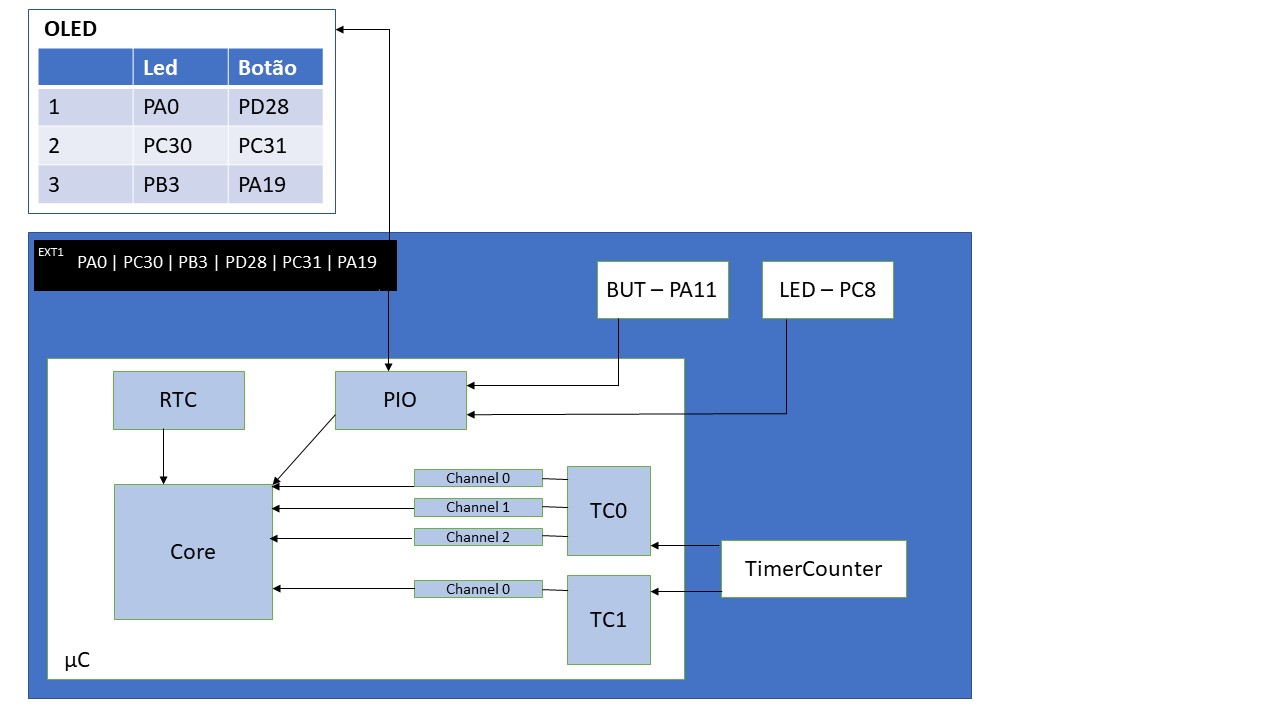 OLED
Led Botão
1 PA0 PD28
2 PC30 PC31
3 PB3 PA19
EXT1 PA0 | PC30 | PB3 | PD28 | PC31 | PA19
BUT – PA11
LED – PC8
RTC
PIO
Channel 0
Channel 1
Channel 2
TC0
Core
TimerCounter
Channel 0
TC1
µC